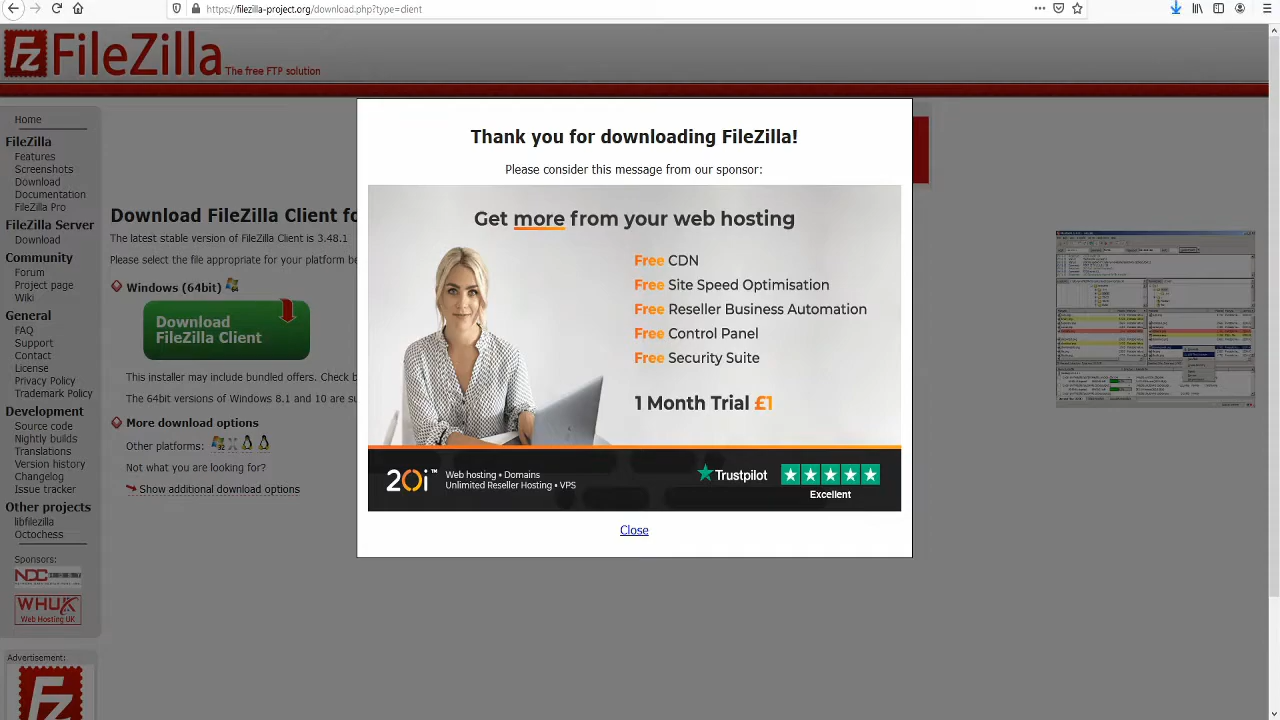 https://filezilla-project.org/download.php?type=client
FileZilla The free FTP solution
Home
FileZilla
Features
Screenshots
Download
Documentation
FileZilla Pro
FileZilla Server
Download
Community
Forum
Project page
Wiki
General
FAQ
Support
Contact
License
Privacy Policy
Trademark Policy
Development
Source code
Nightly builds
Translations
Version history
Changelog
Issue tracker
Other projects
libfilezilla
Octochess
Sponsors:
WHUK
Web Hosting UK
Advertisement:
Fz
Download FileZilla Client fo
The latest stable version of FileZilla Client is 3.48.1
Please select the file appropriate for your platform be
Windows (64bit)
Download
FileZilla Client
This installer may include bundled offers. Check b
The 64bit versions of Windows 8.1 and 10 are su
More download options
Other platforms:
Not what you are looking for?
Show additional download options
Thank you for downloading FileZilla!
Please consider this message from our sponsor:
Get more from your web hosting
Free CDN
Free Site Speed Optimisation
Free Reseller Business Automation
Free Control Panel
Free Security Suite
1 Month Trial £1
20i™
Web hosting • Domains
Unlimited Reseller Hosting • VPS
Trustpilot
Excellent
Close